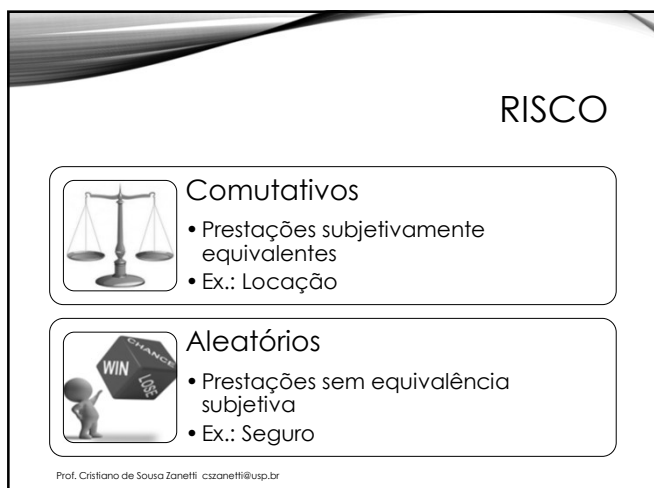 RISCO
Comutativos
• Prestações subjetivamente
equivalentes
• Ex.: Locação
CHANCE
WIN
LOSE
Aleatórios
• Prestações sem equivalência
subjetiva
• Ex.: Seguro
Prof. Cristiano de Sousa Zanetti cszanetti@usp.br